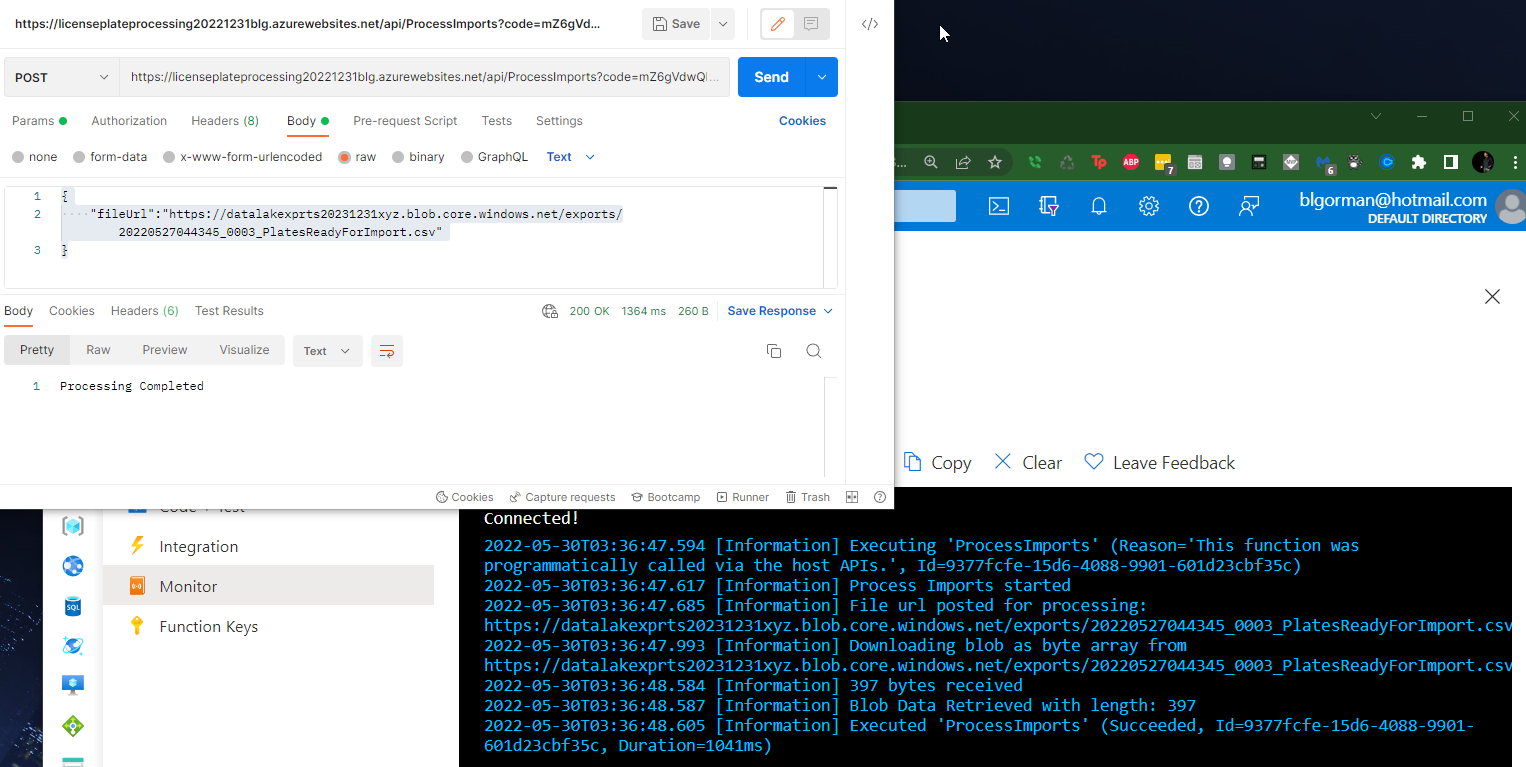 https://licenseplateprocessing20221231blg.azurewebsites.net/api/ProcessImports?code=mZ6gVd...
Save
POST
https://licenseplateprocessing20221231blg.azurewebsites.net/api/ProcessImports?code=mZ6gVdwQ...
Send
Params
Authorization
Headers (8)
Body
Pre-request Script
Tests
Settings
Cookies
none
form-data
x-www-form-urlencoded
raw
binary
GraphQL
Text
1 {
2 "fileUrl":"https://datalakexprts20231231xyz.blob.core.windows.net/exports/
20220527044345_0003_PlatesReadyForImport.csv"
3 }
Body
Cookies
Headers (6)
Test Results
200 OK
1364 ms
260 B
Save Response
Pretty
Raw
Preview
Visualize
Text
1 Processing Completed
Cookies
Capture requests
Bootcamp
Runner
Trash
Tp
ABP
7
6
blgorman@hotmail.com
DEFAULT DIRECTORY
Copy
Clear
Leave Feedback
Code + Test
Integration
Monitor
SQL
Function Keys
Connected!
2022-05-30T03:36:47.594 [Information] Executing 'ProcessImports' (Reason='This function was
programmatically called via the host APIs.', Id=9377fcfe-15d6-4088-9901-601d23cbf35c)
2022-05-30T03:36:47.617 [Information] Process Imports started
2022-05-30T03:36:47.685 [Information] File url posted for processing:
https://datalakexprts20231231xyz.blob.core.windows.net/exports/20220527044345_0003_PlatesReadyForImport.csv
2022-05-30T03:36:47.993 [Information] Downloading blob as byte array from
https://datalakexprts20231231xyz.blob.core.windows.net/exports/20220527044345_0003_PlatesReadyForImport.csv
2022-05-30T03:36:48.584 [Information] 397 bytes received
2022-05-30T03:36:48.587 [Information] Blob Data Retrieved with length: 397
2022-05-30T03:36:48.605 [Information] Executed 'ProcessImports' (Succeeded, Id=9377fcfe-15d6-4088-9901-
601d23cbf35c, Duration=1041ms)